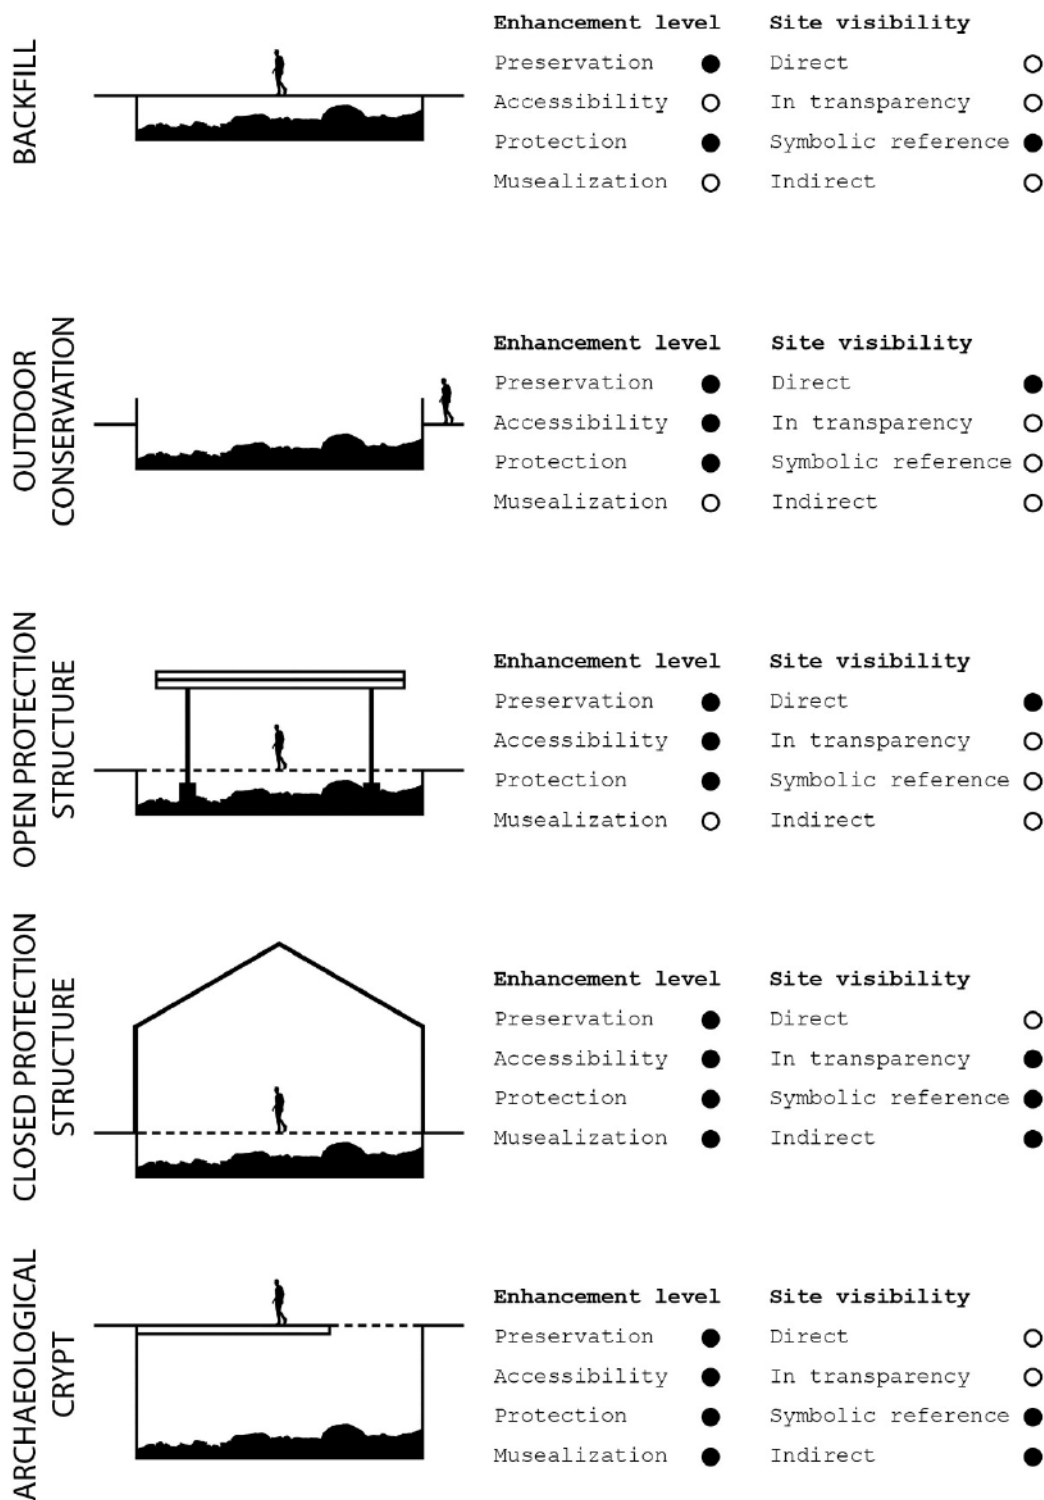 BACKFILL
Enhancement level Site visibility
Preservation ● Direct ○
Accessibility ○ In transparency ○
Protection ● Symbolic reference ●
Musealization ○ Indirect ○
OUTDOOR
CONSERVATION
Enhancement level Site visibility
Preservation ● Direct ●
Accessibility ● In transparency ○
Protection ● Symbolic reference ○
Musealization ○ Indirect ○
OPEN PROTECTION
STRUCTURE
Enhancement level Site visibility
Preservation ● Direct ●
Accessibility ● In transparency ○
Protection ● Symbolic reference ○
Musealization ○ Indirect ○
CLOSED PROTECTION
STRUCTURE
Enhancement level Site visibility
Preservation ● Direct ○
Accessibility ● In transparency ●
Protection ● Symbolic reference ●
Musealization ● Indirect ●
ARCHAEOLOGICAL
CRYPT
Enhancement level Site visibility
Preservation ● Direct ○
Accessibility ● In transparency ○
Protection ● Symbolic reference ●
Musealization ● Indirect ●